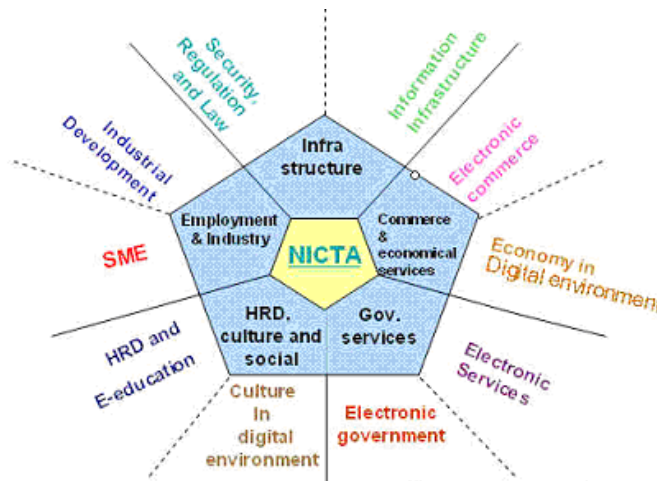 Security,
Regulation
and Law
Information
Infrastructure
Industrial
Development
Electronic
commerce
Infra
structure
Employment
& Industry
Commerce
&
economical
services
NICTA
SME
Economy in
Digital environment
HRD and
E-education
HRD,
culture and
social
Gov.
services
Electronic
Services
Culture
In
digital
environment
Electronic
government